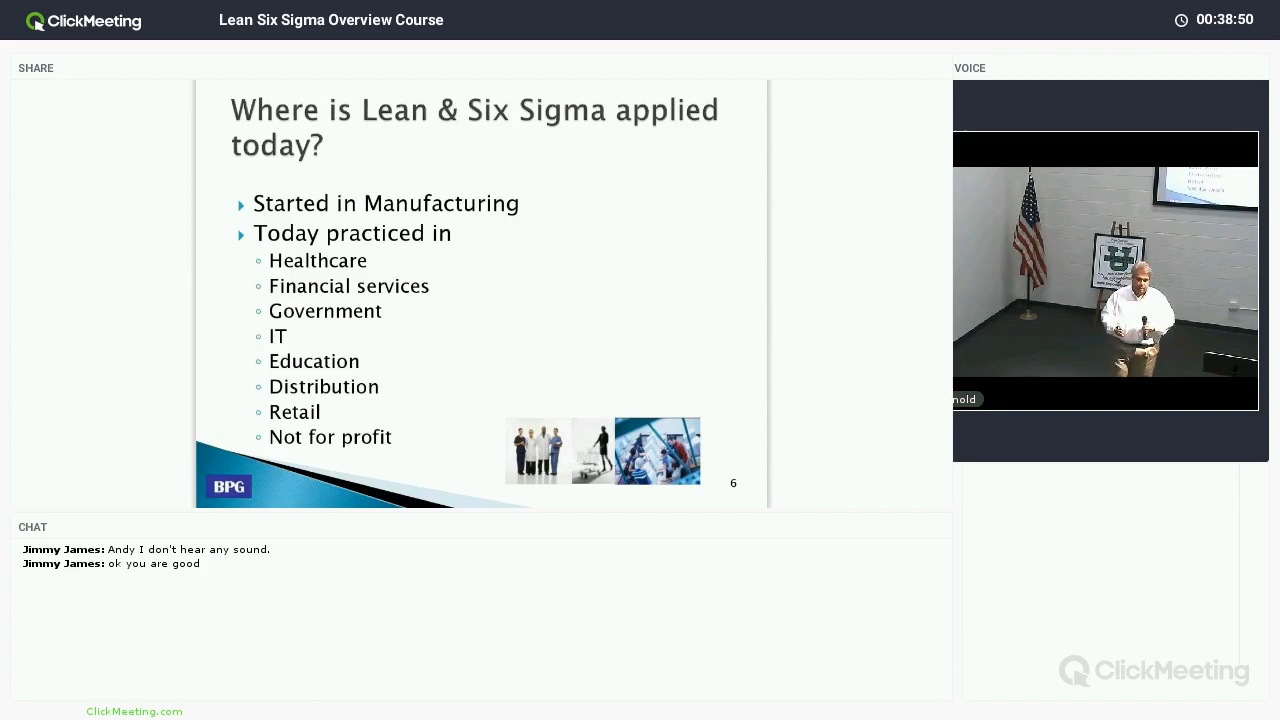 ClickMeeting
Lean Six Sigma Overview Course
00:38:50
SHARE
VOICE
Where is Lean & Six Sigma applied
today?
Started in Manufacturing
Today practiced in
Healthcare
Financial services
Government
IT
Education
Distribution
Retail
Not for profit
BPG
6
nold
CHAT
Jimmy James: Andy I don't hear any sound.
Jimmy James: ok you are good
ClickMeeting
ClickMeeting.com